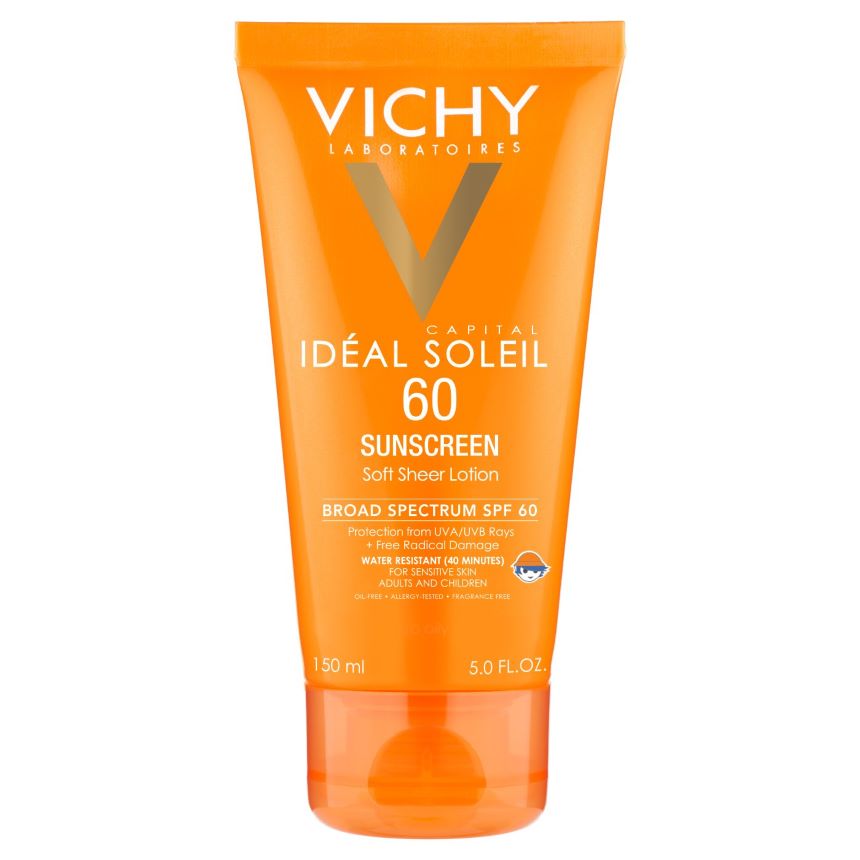 VICHY
LABORATOIRES
CAPITAL
IDÉAL SOLEIL
60
SUNSCREEN
Soft Sheer Lotion
BROAD SPECTRUM SPF 60
Protection from UVA/UVB Rays
+ Free Radical Damage
WATER RESISTANT (40 MINUTES)
FOR SENSITIVE SKIN
ADULTS AND CHILDREN
OIL-FREE • ALLERGY-TESTED • FRAGRANCE FREE
150 ml 5.0 FL.OZ.